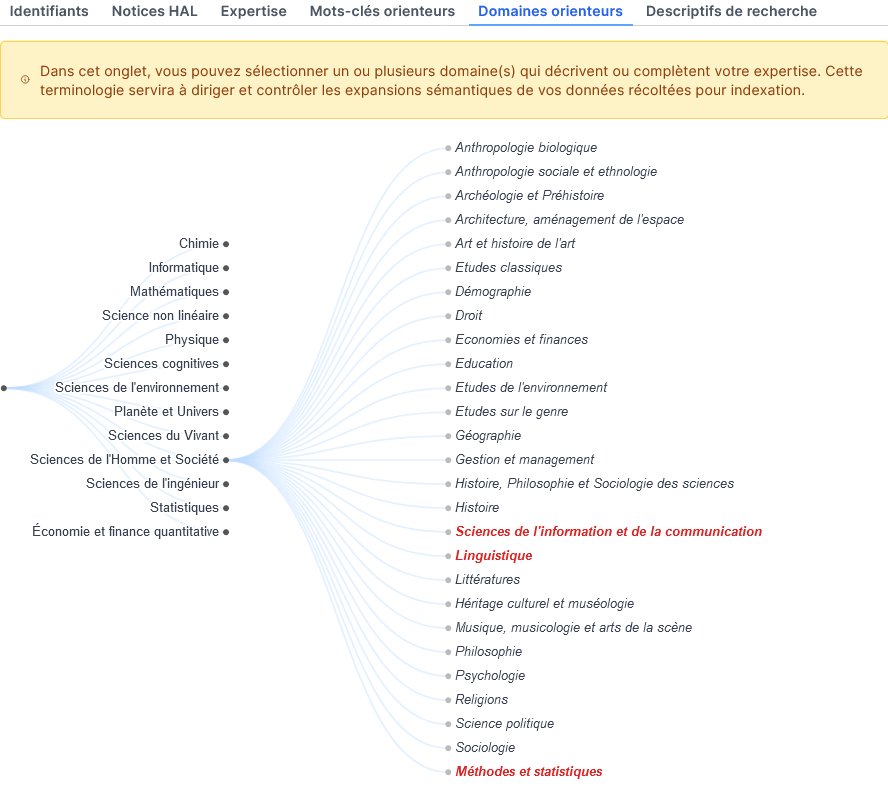 Identifiants Notices HAL Expertise Mots-clés orienteurs Domaines orienteurs Descriptifs de recherche
Dans cet onglet, vous pouvez sélectionner un ou plusieurs domaine(s) qui décrivent ou complètent votre expertise. Cette
terminologie servira à diriger et contrôler les expansions sémantiques de vos données récoltées pour indexation.
Chimie
Informatique
Mathématiques
Science non linéaire
Physique
Sciences cognitives
Sciences de l'environnement
Planète et Univers
Sciences du Vivant
Sciences de l'Homme et Société
Sciences de l'ingénieur
Statistiques
Économie et finance quantitative
Anthropologie biologique
Anthropologie sociale et ethnologie
Archéologie et Préhistoire
Architecture, aménagement de l'espace
Art et histoire de l'art
Etudes classiques
Démographie
Droit
Economies et finances
Education
Etudes de l'environnement
Etudes sur le genre
Géographie
Gestion et management
Histoire, Philosophie et Sociologie des sciences
Histoire
Sciences de l'information et de la communication
Linguistique
Littératures
Héritage culturel et muséologie
Musique, musicologie et arts de la scène
Philosophie
Psychologie
Religions
Science politique
Sociologie
Méthodes et statistiques